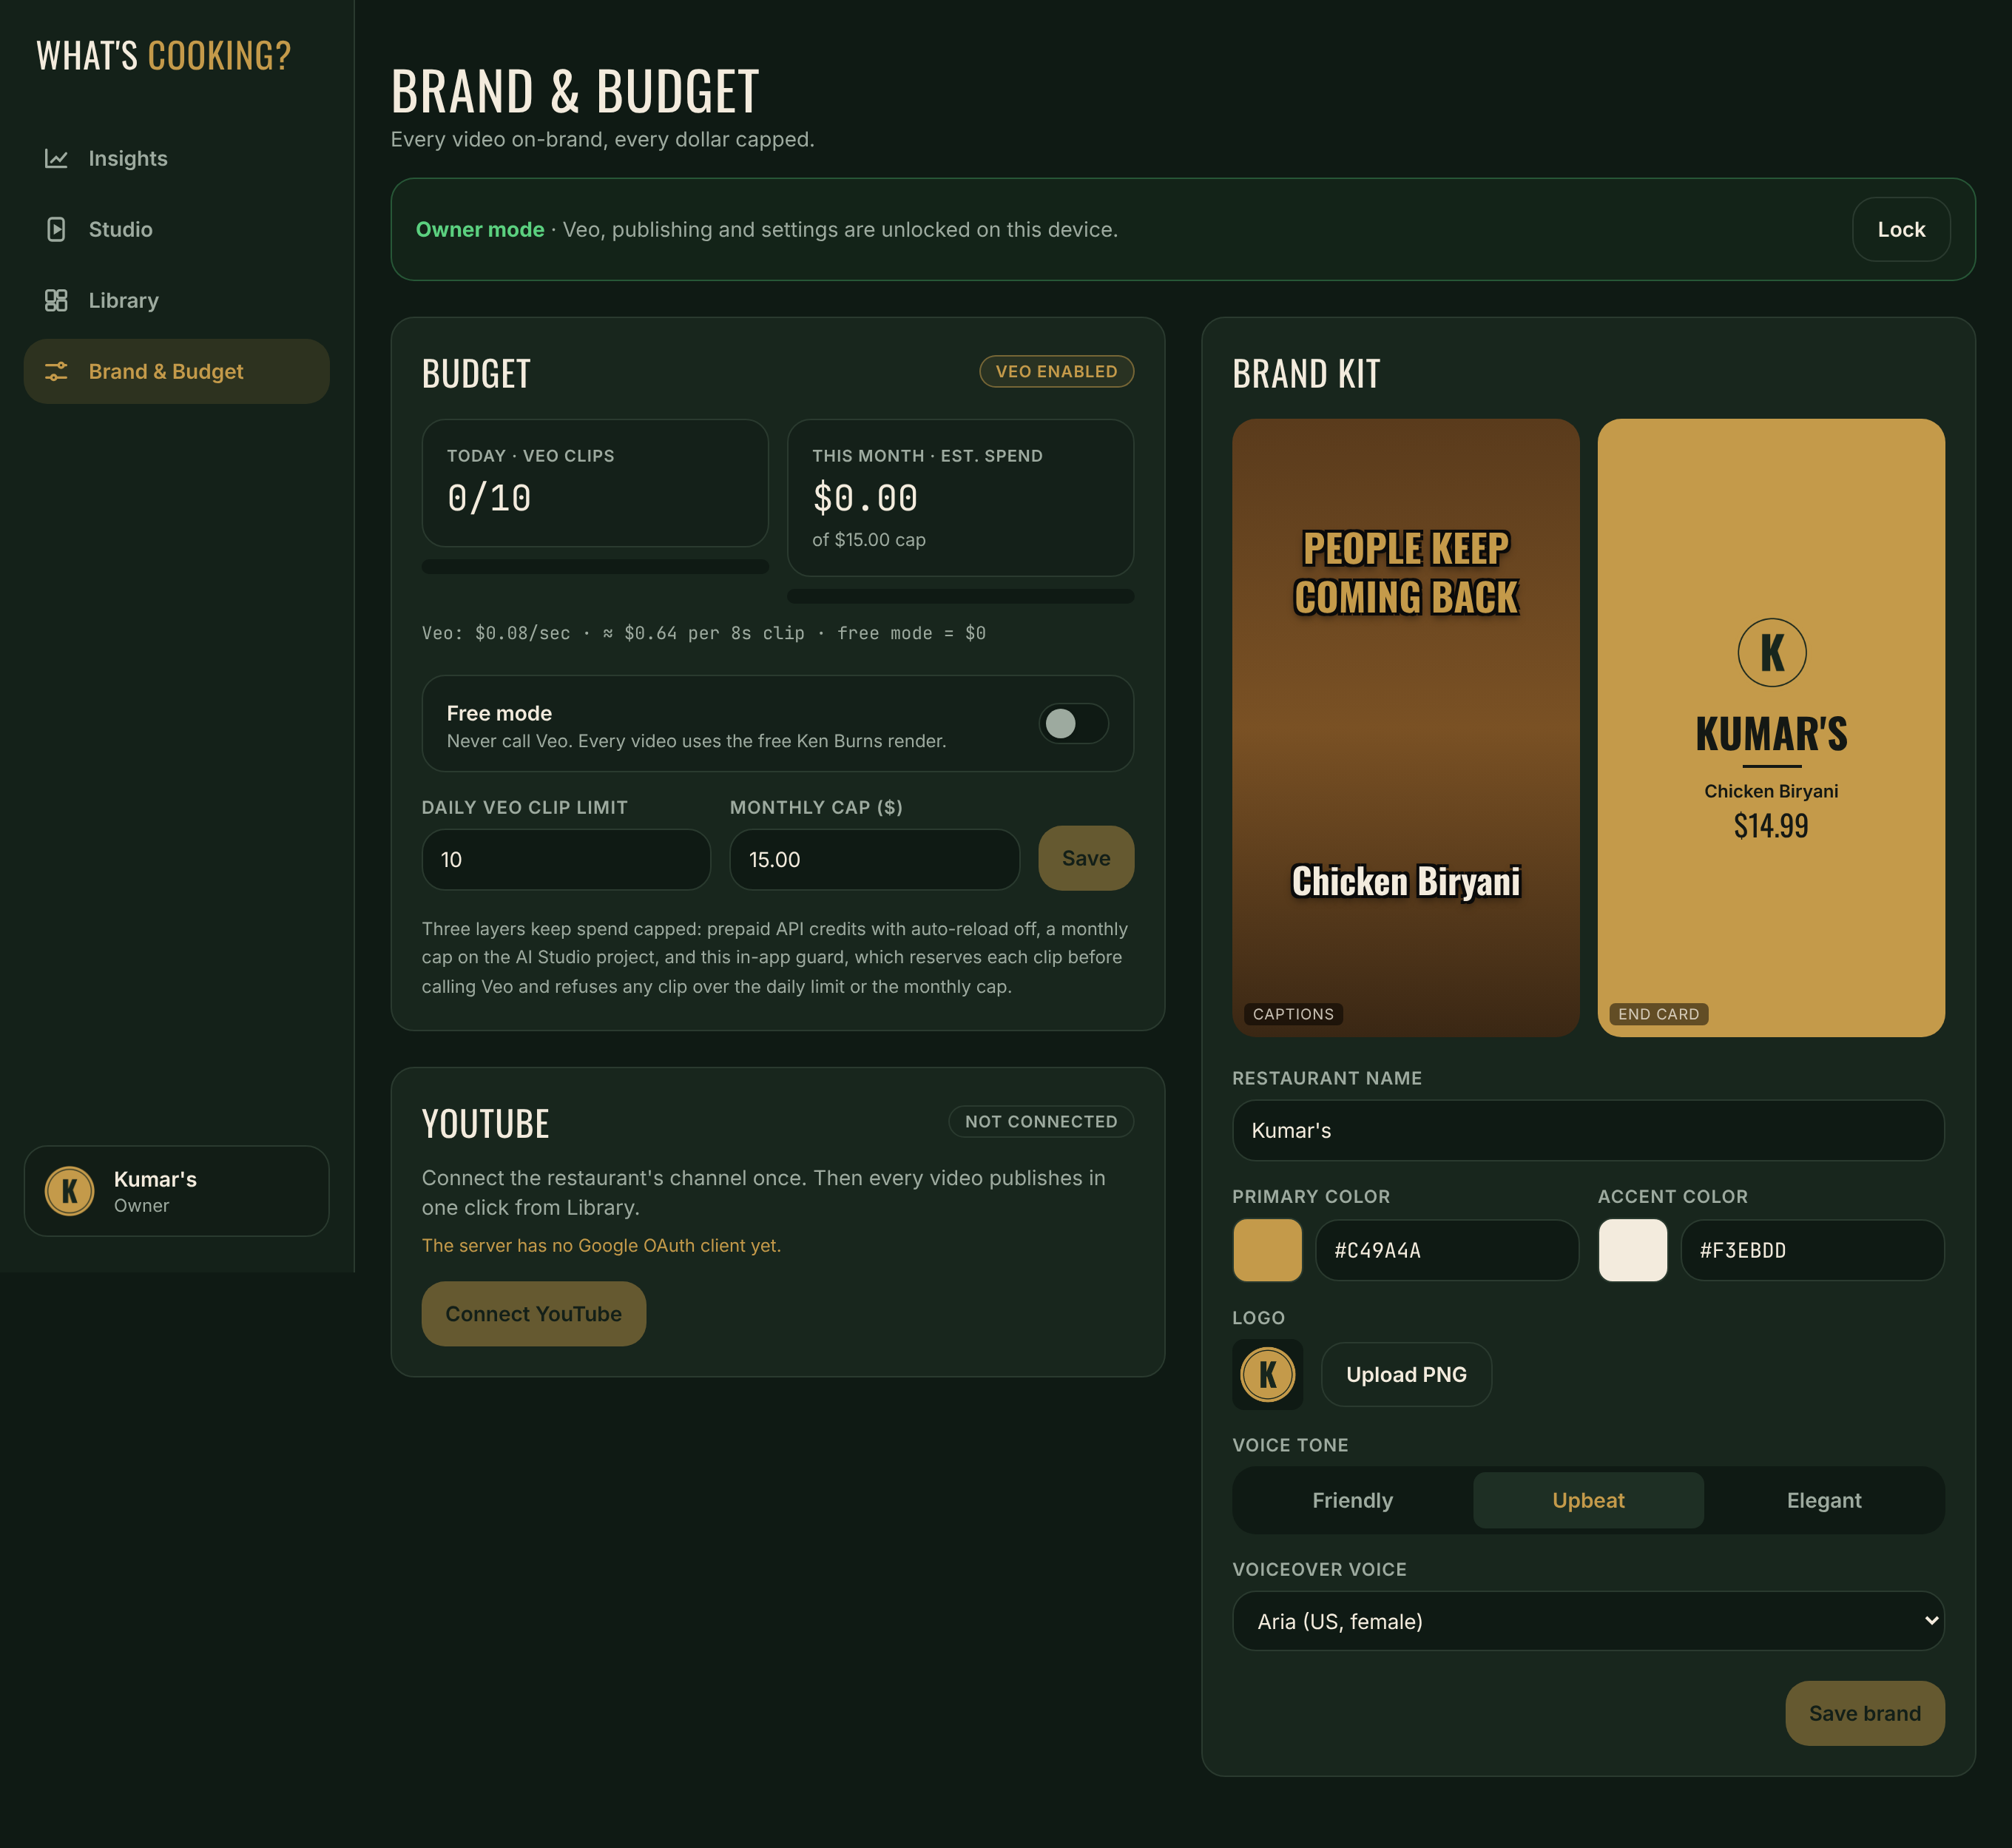 WHAT'S COOKING?
Insights
Studio
Library
Brand & Budget
K
Kumar's
Owner
BRAND & BUDGET
Every video on-brand, every dollar capped.
Owner mode · Veo, publishing and settings are unlocked on this device.
Lock
BUDGET
VEO ENABLED
TODAY · VEO CLIPS
0/10
THIS MONTH · EST. SPEND
$0.00
of $15.00 cap
Veo: $0.08/sec · ≈ $0.64 per 8s clip · free mode = $0
Free mode
Never call Veo. Every video uses the free Ken Burns render.
DAILY VEO CLIP LIMIT
10
MONTHLY CAP ($)
15.00
Save
Three layers keep spend capped: prepaid API credits with auto-reload off, a monthly
cap on the AI Studio project, and this in-app guard, which reserves each clip before
calling Veo and refuses any clip over the daily limit or the monthly cap.
YOUTUBE
NOT CONNECTED
Connect the restaurant's channel once. Then every video publishes in
one click from Library.
The server has no Google OAuth client yet.
Connect YouTube
BRAND KIT
PEOPLE KEEP
COMING BACK
Chicken Biryani
CAPTIONS
K
KUMAR'S
Chicken Biryani
$14.99
END CARD
RESTAURANT NAME
Kumar's
PRIMARY COLOR
#C49A4A
ACCENT COLOR
#F3EBDD
LOGO
K
Upload PNG
VOICE TONE
Friendly
Upbeat
Elegant
VOICEOVER VOICE
Aria (US, female)
Save brand